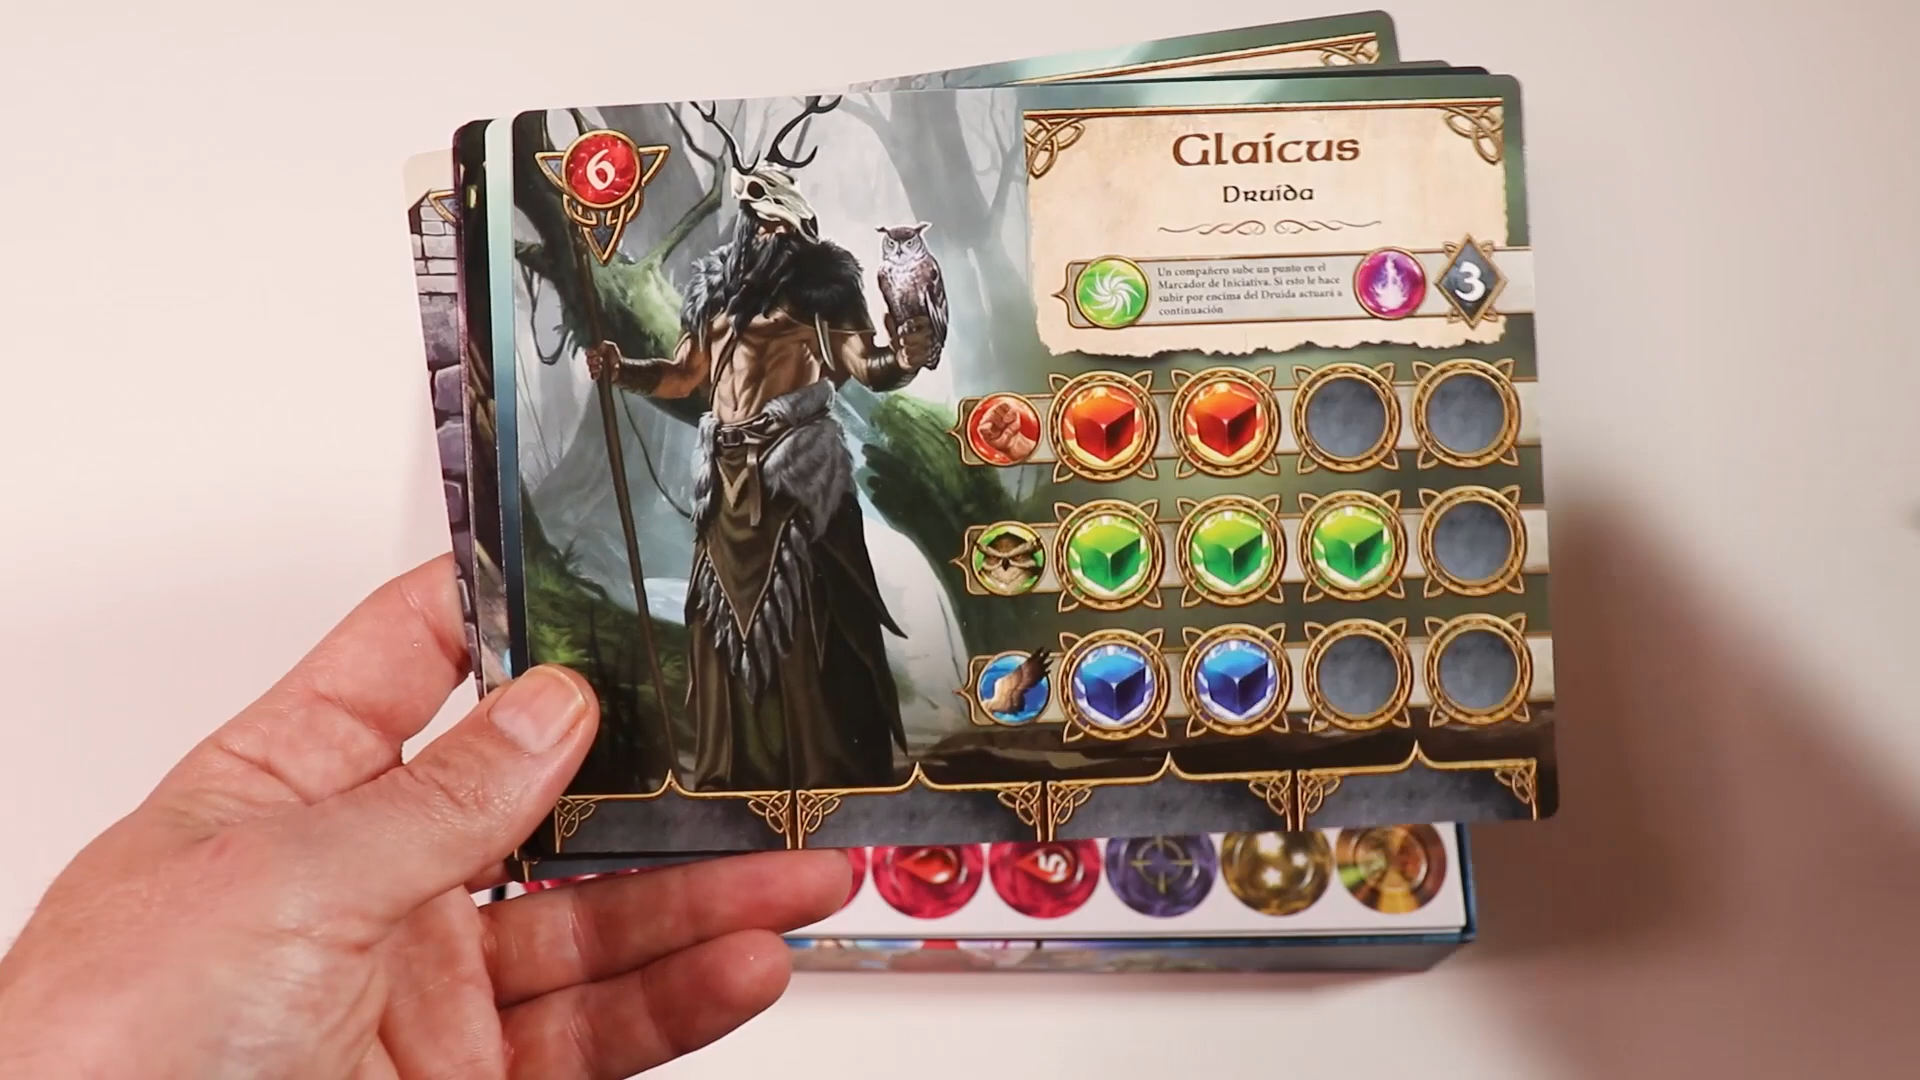 6
Glaícus
Druída
Un compañero sube un punto en el
Marcador de Iniciativa. Si esto le hace
subir por encima del Druida actuará a
continuación
3
5